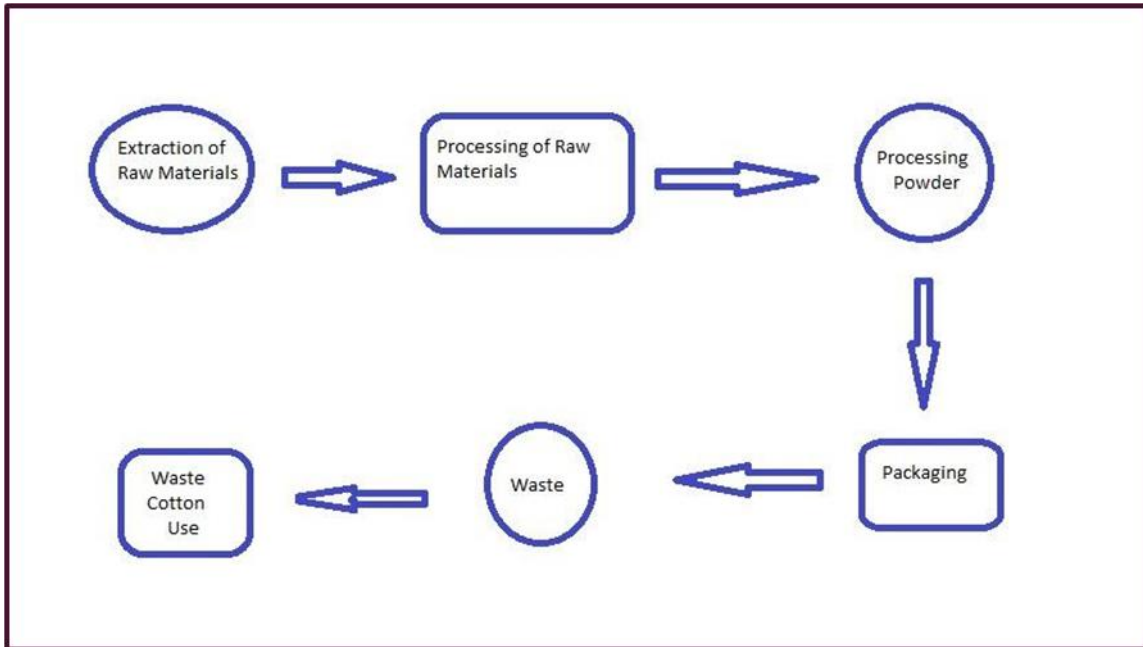 Extraction of
Raw Materials
Processing of Raw
Materials
Processing
Powder
Packaging
Waste
Waste
Cotton
Use